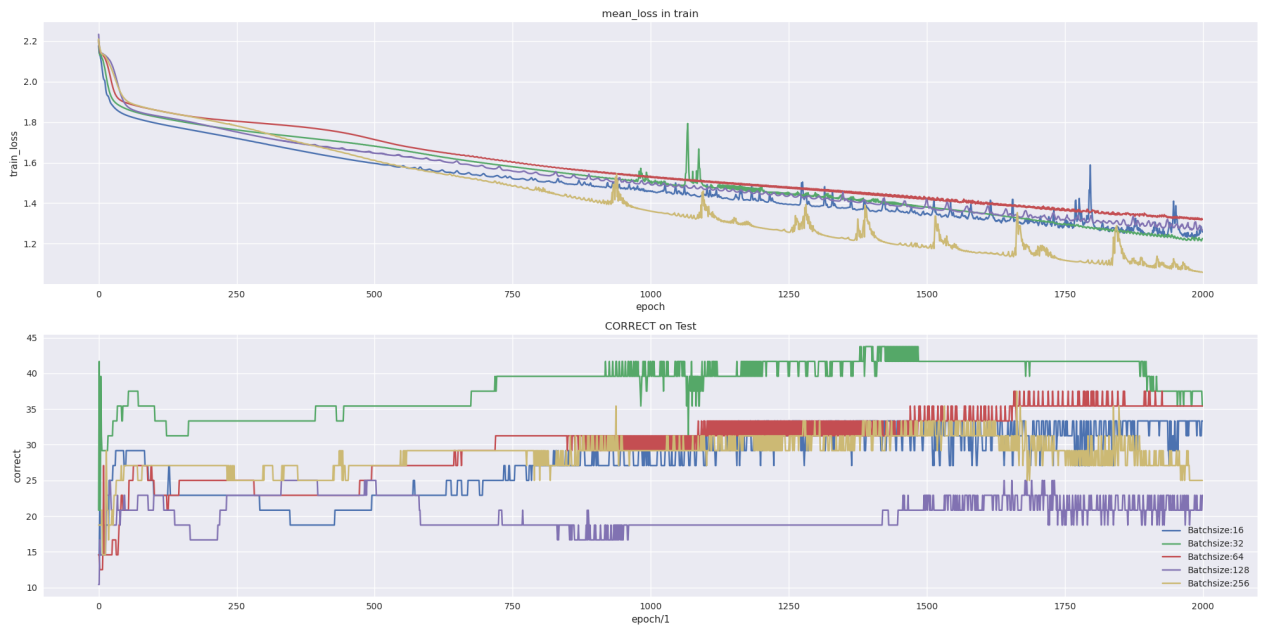 mean_loss in train
train_loss
2.2
2.0
1.8
1.6
1.4
1.2
0 250 500 750 1000 1250 1500 1750 2000
epoch
CORRECT on Test
correct
45
40
35
30
25
20
15
10
Batchsize:16
Batchsize:32
Batchsize:64
Batchsize:128
Batchsize:256
0 250 500 750 1000 1250 1500 1750 2000
epoch/1